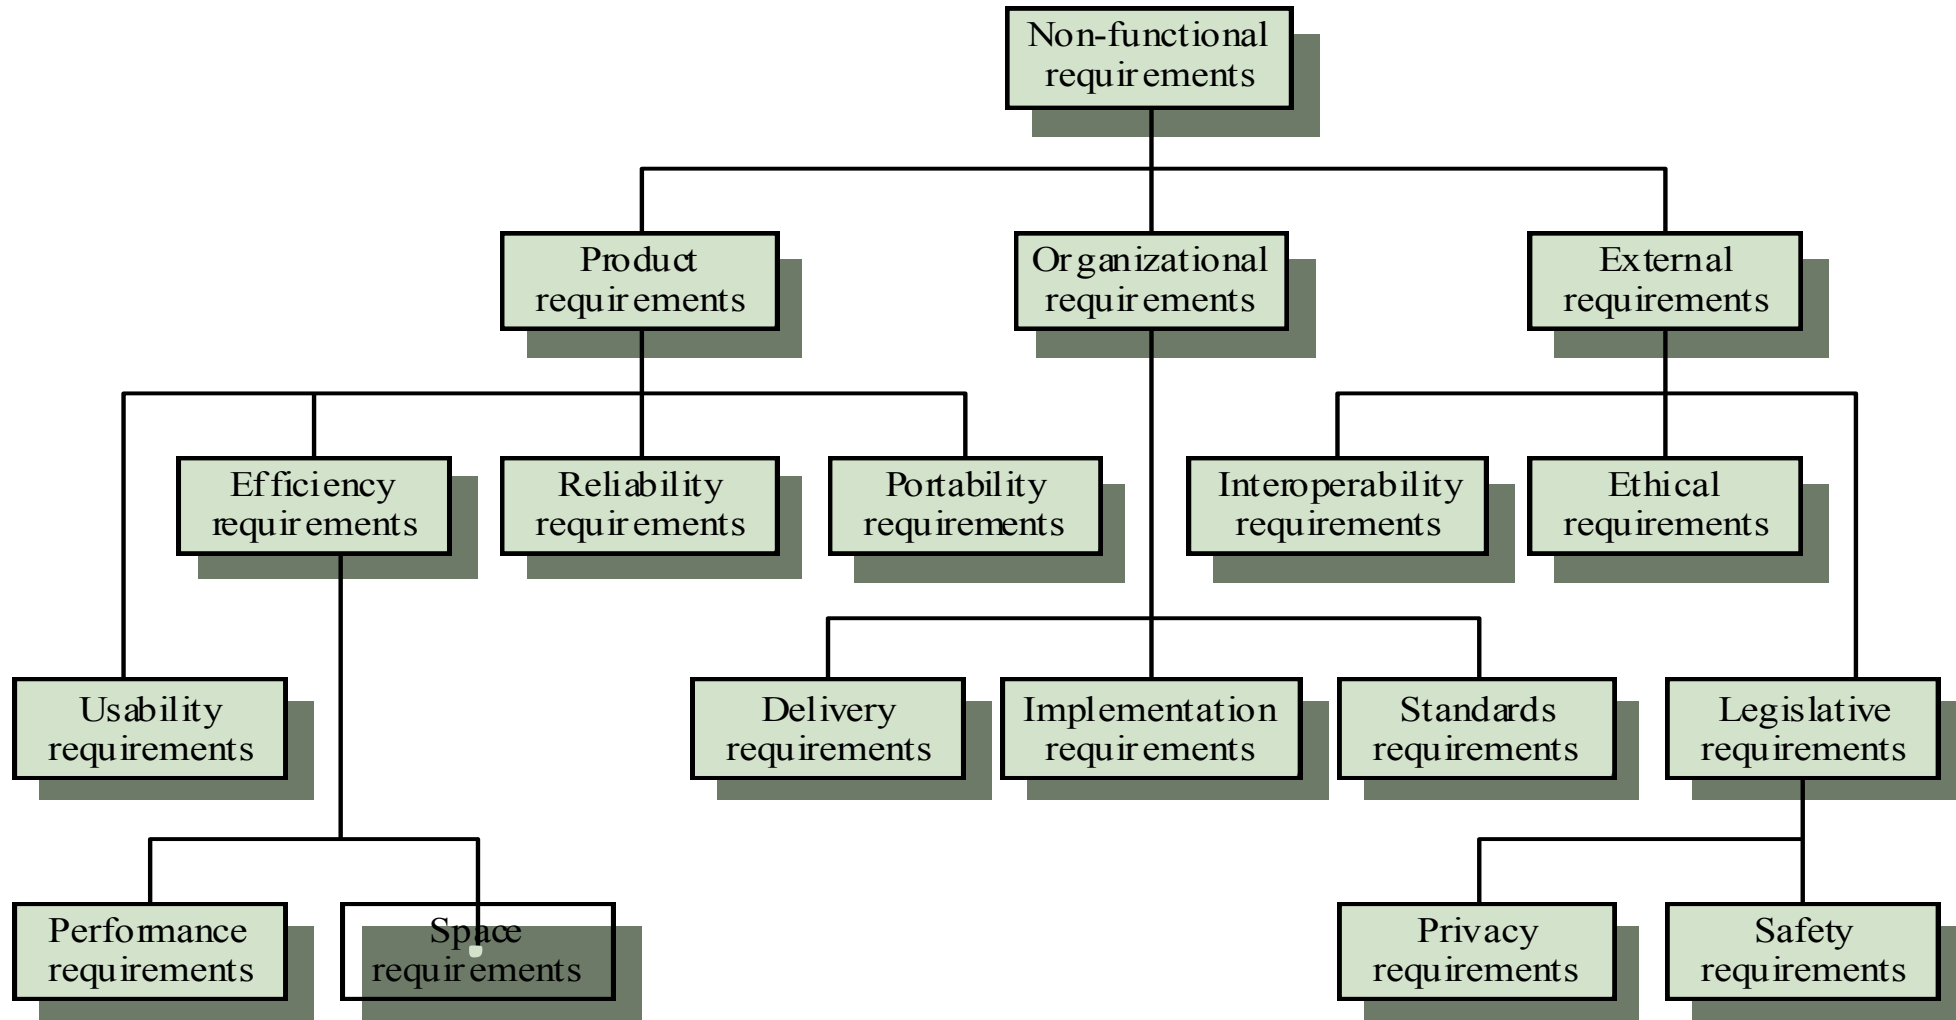 Non-functional
requirements
Product
requirements
Organizational
requirements
External
requirements
Efficiency
requirements
Reliability
requirements
Portability
requirements
Interoperability
requirements
Ethical
requirements
Usability
requirements
Delivery
requirements
Implementation
requirements
Standards
requirements
Legislative
requirements
Performance
requirements
Space
requirements
Privacy
requirements
Safety
requirements